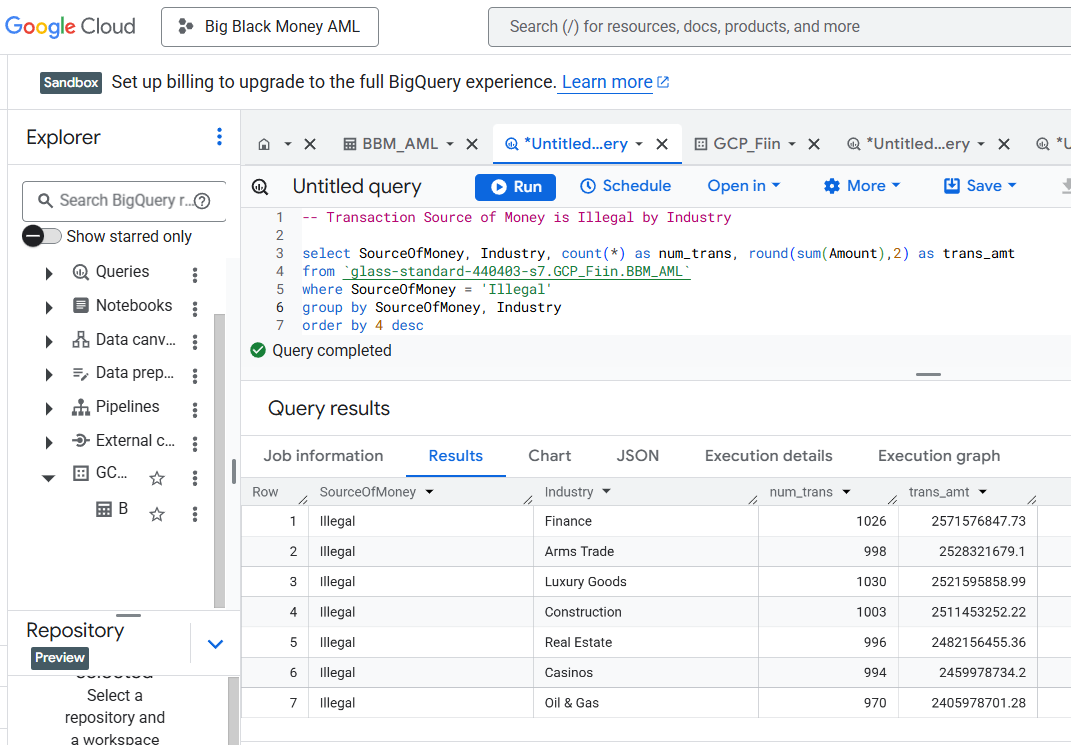 Google Cloud
Big Black Money AML
Search (/) for resources, docs, products, and more
Sandbox Set up billing to upgrade to the full BigQuery experience. Learn more
Explorer
Search BigQuery r...
Show starred only
Queries
Notebooks
Data canv...
Data prep...
Pipelines
External c...
GC...
B
Repository
Preview
Select a
repository and
a workspace
BBM_AML *Untitled...ery GCP_Fiin *Untitled...ery *U
Untitled query Run Schedule Open in More Save
1 -- Transaction Source of Money is Illegal by Industry
2
3 select SourceOfMoney, Industry, count(*) as num_trans, round(sum(Amount),2) as trans_amt
4 from `glass-standard-440403-s7.GCP_Fiin.BBM_AML`
5 where SourceOfMoney = 'Illegal'
6 group by SourceOfMoney, Industry
7 order by 4 desc
Query completed
Query results
Job information Results Chart JSON Execution details Execution graph
Row SourceOfMoney Industry num_trans trans_amt
1 Illegal Finance 1026 2571576847.73
2 Illegal Arms Trade 998 2528321679.1
3 Illegal Luxury Goods 1030 2521595858.99
4 Illegal Construction 1003 2511453252.22
5 Illegal Real Estate 996 2482156455.36
6 Illegal Casinos 994 2459978734.2
7 Illegal Oil & Gas 970 2405978701.28